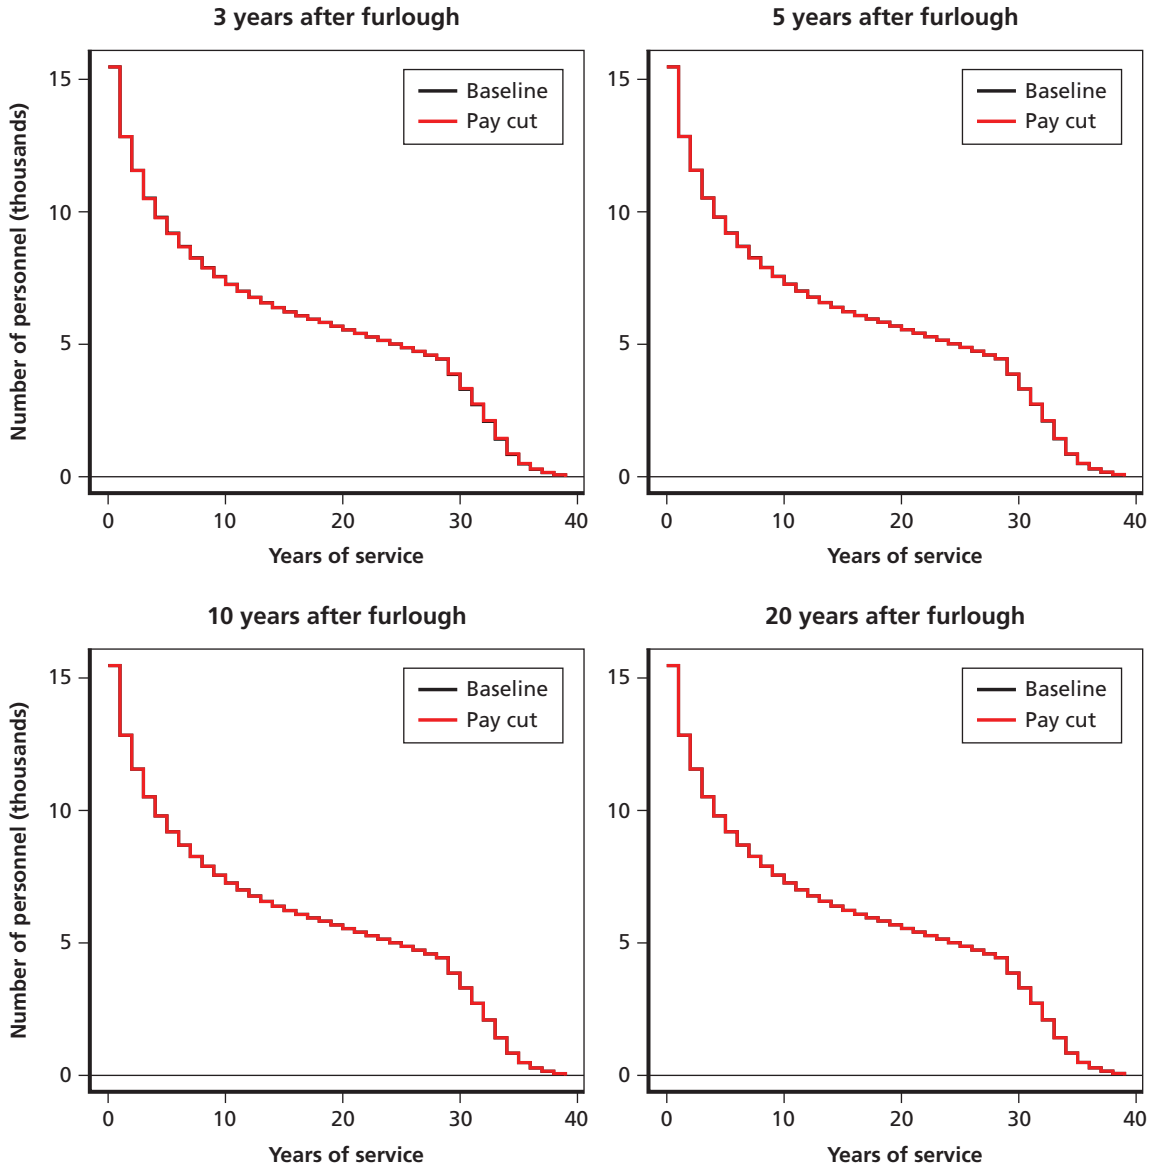 3 years after furlough
Number of personnel (thousands)
15
10
5
0
Baseline
Pay cut
0 10 20 30 40
Years of service
5 years after furlough
15
10
5
0
Baseline
Pay cut
0 10 20 30 40
Years of service
10 years after furlough
Number of personnel (thousands)
15
10
5
0
Baseline
Pay cut
0 10 20 30 40
Years of service
20 years after furlough
15
10
5
0
Baseline
Pay cut
0 10 20 30 40
Years of service